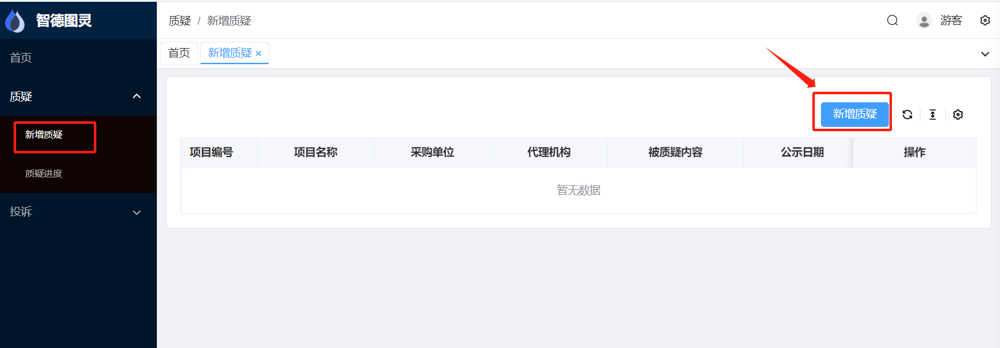 智德图灵
质疑 / 新增质疑
游客
首页
首页
新增质疑 ×
质疑
新增质疑
新增质疑
质疑进度
投诉
项目编号 项目名称 采购单位 代理机构 被质疑内容 公示日期 操作
暂无数据